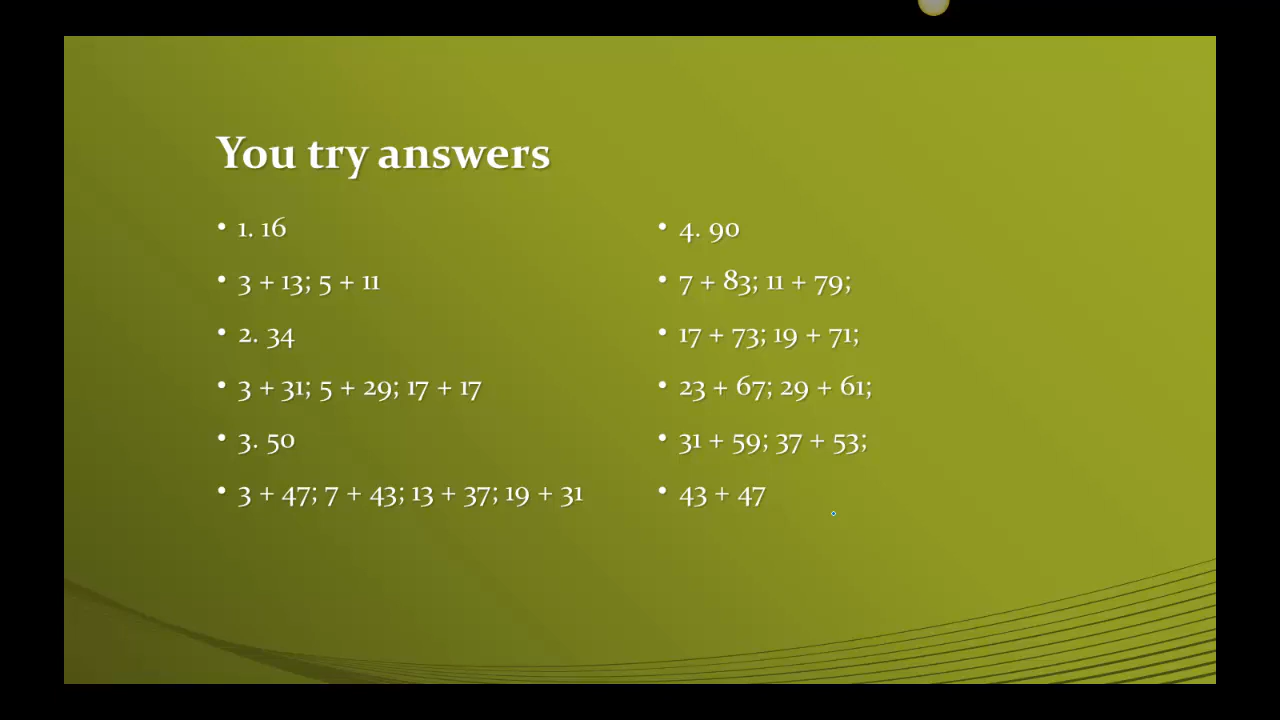 You try answers
• 1. 16
• 3 + 13; 5 + 11
• 2. 34
• 3 + 31; 5 + 29; 17 + 17
• 3. 50
• 3 + 47; 7 + 43; 13 + 37; 19 + 31
• 4. 90
• 7 + 83; 11 + 79;
• 17 + 73; 19 + 71;
• 23 + 67; 29 + 61;
• 31 + 59; 37 + 53;
• 43 + 47